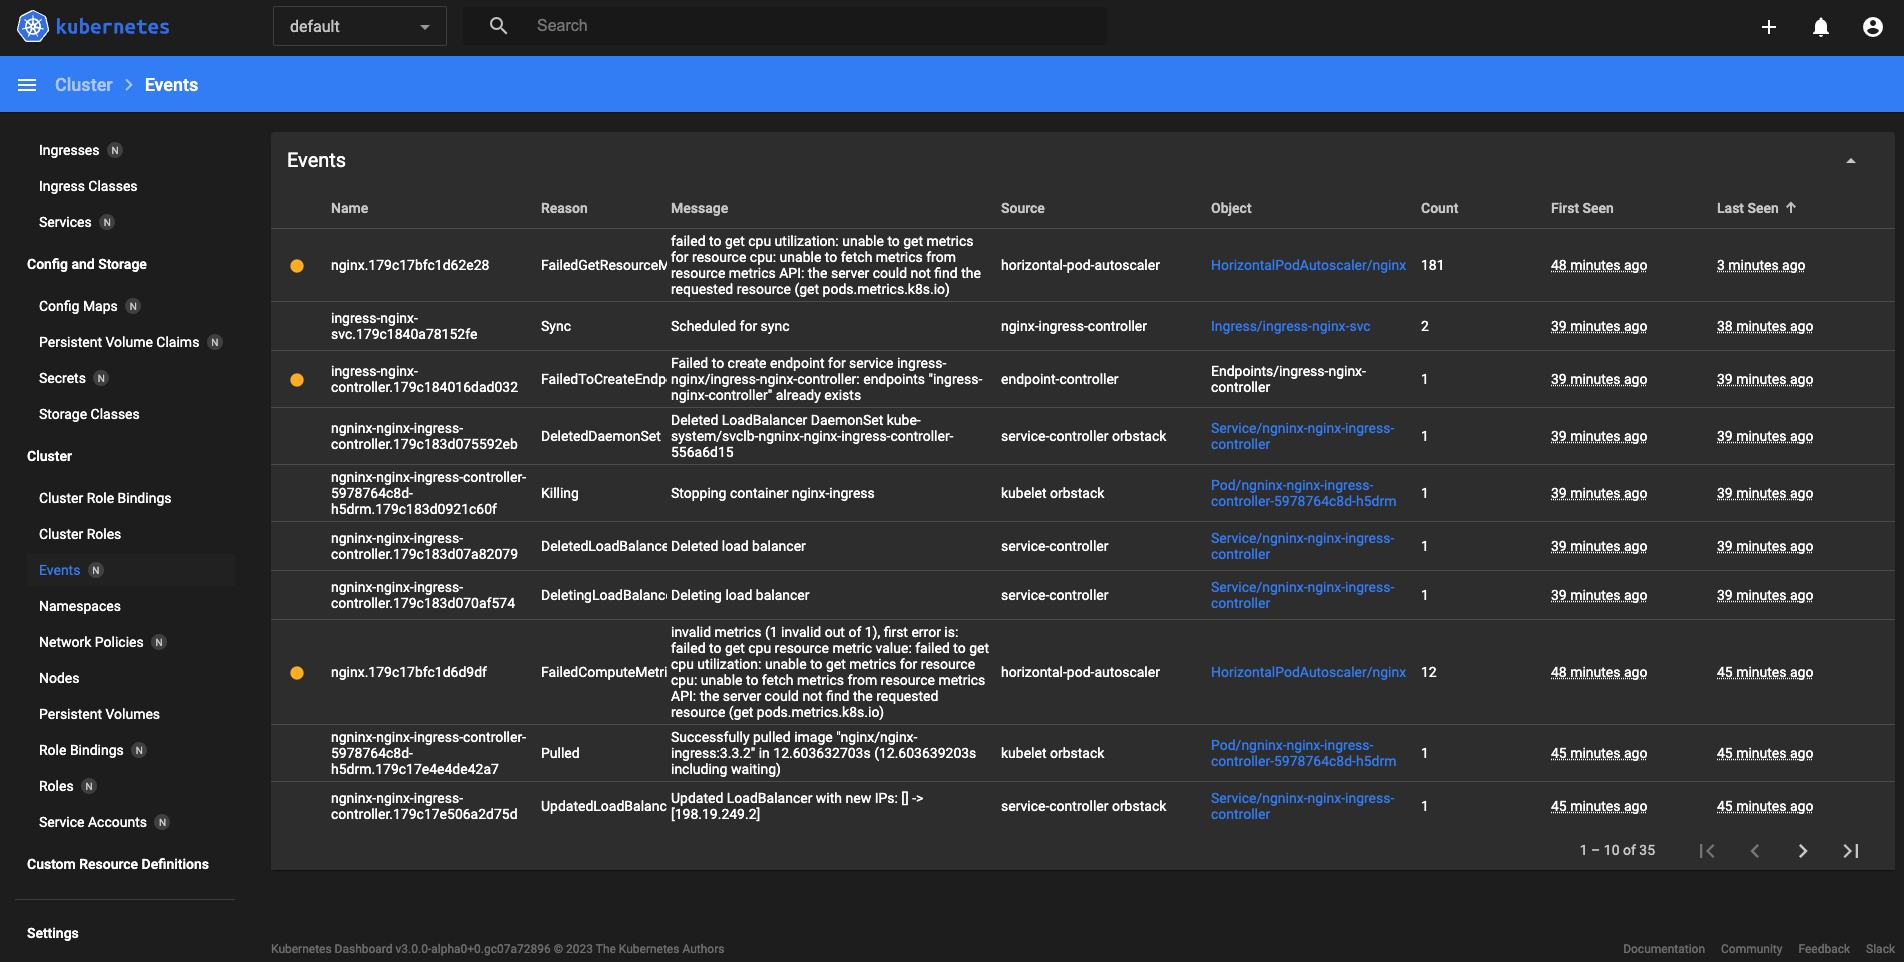 kubernetes
default
Search
Cluster
Events
Ingresses N
Ingress Classes
Services N
Config and Storage
Config Maps N
Persistent Volume Claims N
Secrets N
Storage Classes
Cluster
Cluster Role Bindings
Cluster Roles
Events N
Namespaces
Network Policies N
Nodes
Persistent Volumes
Role Bindings N
Roles N
Service Accounts N
Custom Resource Definitions
Settings
Events
Name Reason Message Source Object Count First Seen Last Seen
nginx.179c17bfc1d62e28
FailedGetResourceM
failed to get cpu utilization: unable to get metrics
for resource cpu: unable to fetch metrics from
resource metrics API: the server could not find the
requested resource (get pods.metrics.k8s.io)
horizontal-pod-autoscaler
HorizontalPodAutoscaler/nginx
181
48 minutes ago
3 minutes ago
ingress-nginx-
svc.179c1840a78152fe
Sync
Scheduled for sync
nginx-ingress-controller
Ingress/ingress-nginx-svc
2
39 minutes ago
38 minutes ago
ingress-nginx-
controller.179c184016dad032
FailedToCreateEndp
Failed to create endpoint for service ingress-
nginx/ingress-nginx-controller: endpoints "ingress-
nginx-controller" already exists
endpoint-controller
Endpoints/ingress-nginx-
controller
1
39 minutes ago
39 minutes ago
ngninx-nginx-ingress-
controller.179c183d075592eb
DeletedDaemonSet
Deleted LoadBalancer DaemonSet kube-
system/svclb-ngninx-nginx-ingress-controller-
556a6d15
service-controller orbstack
Service/ngninx-nginx-ingress-
controller
1
39 minutes ago
39 minutes ago
ngninx-nginx-ingress-controller-
5978764c8d-
h5drm.179c183d0921c60f
Killing
Stopping container nginx-ingress
kubelet orbstack
Pod/ngninx-nginx-ingress-
controller-5978764c8d-h5drm
1
39 minutes ago
39 minutes ago
ngninx-nginx-ingress-
controller.179c183d07a82079
DeletedLoadBalance
Deleted load balancer
service-controller
Service/ngninx-nginx-ingress-
controller
1
39 minutes ago
39 minutes ago
ngninx-nginx-ingress-
controller.179c183d070af574
DeletingLoadBalanc
Deleting load balancer
service-controller
Service/ngninx-nginx-ingress-
controller
1
39 minutes ago
39 minutes ago
nginx.179c17bfc1d6d9df
FailedComputeMetri
invalid metrics (1 invalid out of 1), first error is:
failed to get cpu resource metric value: failed to get
cpu utilization: unable to get metrics for resource
cpu: unable to fetch metrics from resource metrics
API: the server could not find the requested
resource (get pods.metrics.k8s.io)
horizontal-pod-autoscaler
HorizontalPodAutoscaler/nginx
12
48 minutes ago
45 minutes ago
ngninx-nginx-ingress-controller-
5978764c8d-
h5drm.179c17e4e4de42a7
Pulled
Successfully pulled image "nginx/nginx-
ingress:3.3.2" in 12.603632703s (12.603639203s
including waiting)
kubelet orbstack
Pod/ngninx-nginx-ingress-
controller-5978764c8d-h5drm
1
45 minutes ago
45 minutes ago
ngninx-nginx-ingress-
controller.179c17e506a2d75d
UpdatedLoadBalanc
Updated LoadBalancer with new IPs: [] ->
[198.19.249.2]
service-controller orbstack
Service/ngninx-nginx-ingress-
controller
1
45 minutes ago
45 minutes ago
1 – 10 of 35
Kubernetes Dashboard v3.0.0-alpha0+0.gc07a72896 © 2023 The Kubernetes Authors
Documentation Community Feedback Slack